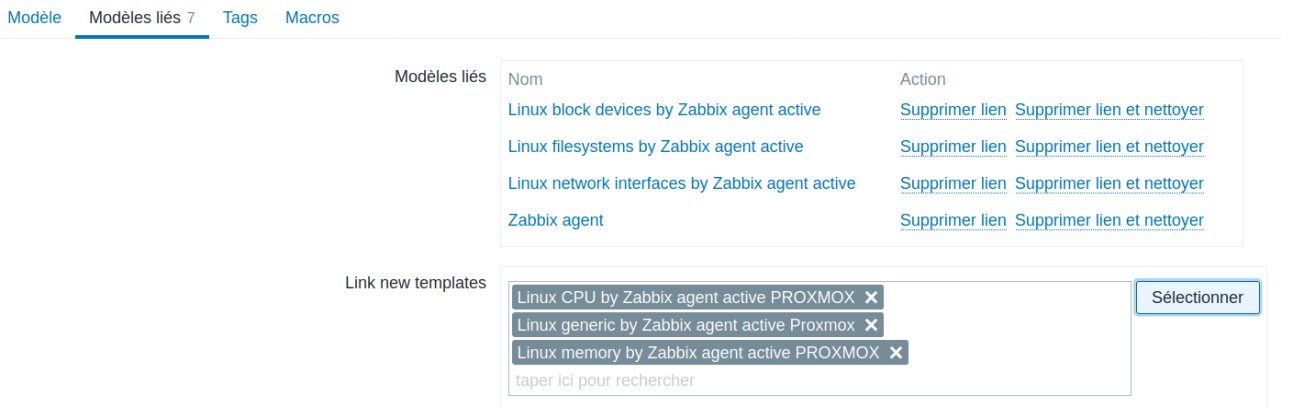 Modèle Modèles liés 7 Tags Macros
Modèles liés Nom Action
Linux block devices by Zabbix agent active Supprimer lien Supprimer lien et nettoyer
Linux filesystems by Zabbix agent active Supprimer lien Supprimer lien et nettoyer
Linux network interfaces by Zabbix agent active Supprimer lien Supprimer lien et nettoyer
Zabbix agent Supprimer lien Supprimer lien et nettoyer
Link new templates Linux CPU by Zabbix agent active PROXMOX Sélectionner
Linux generic by Zabbix agent active Proxmox
Linux memory by Zabbix agent active PROXMOX
taper ici pour rechercher